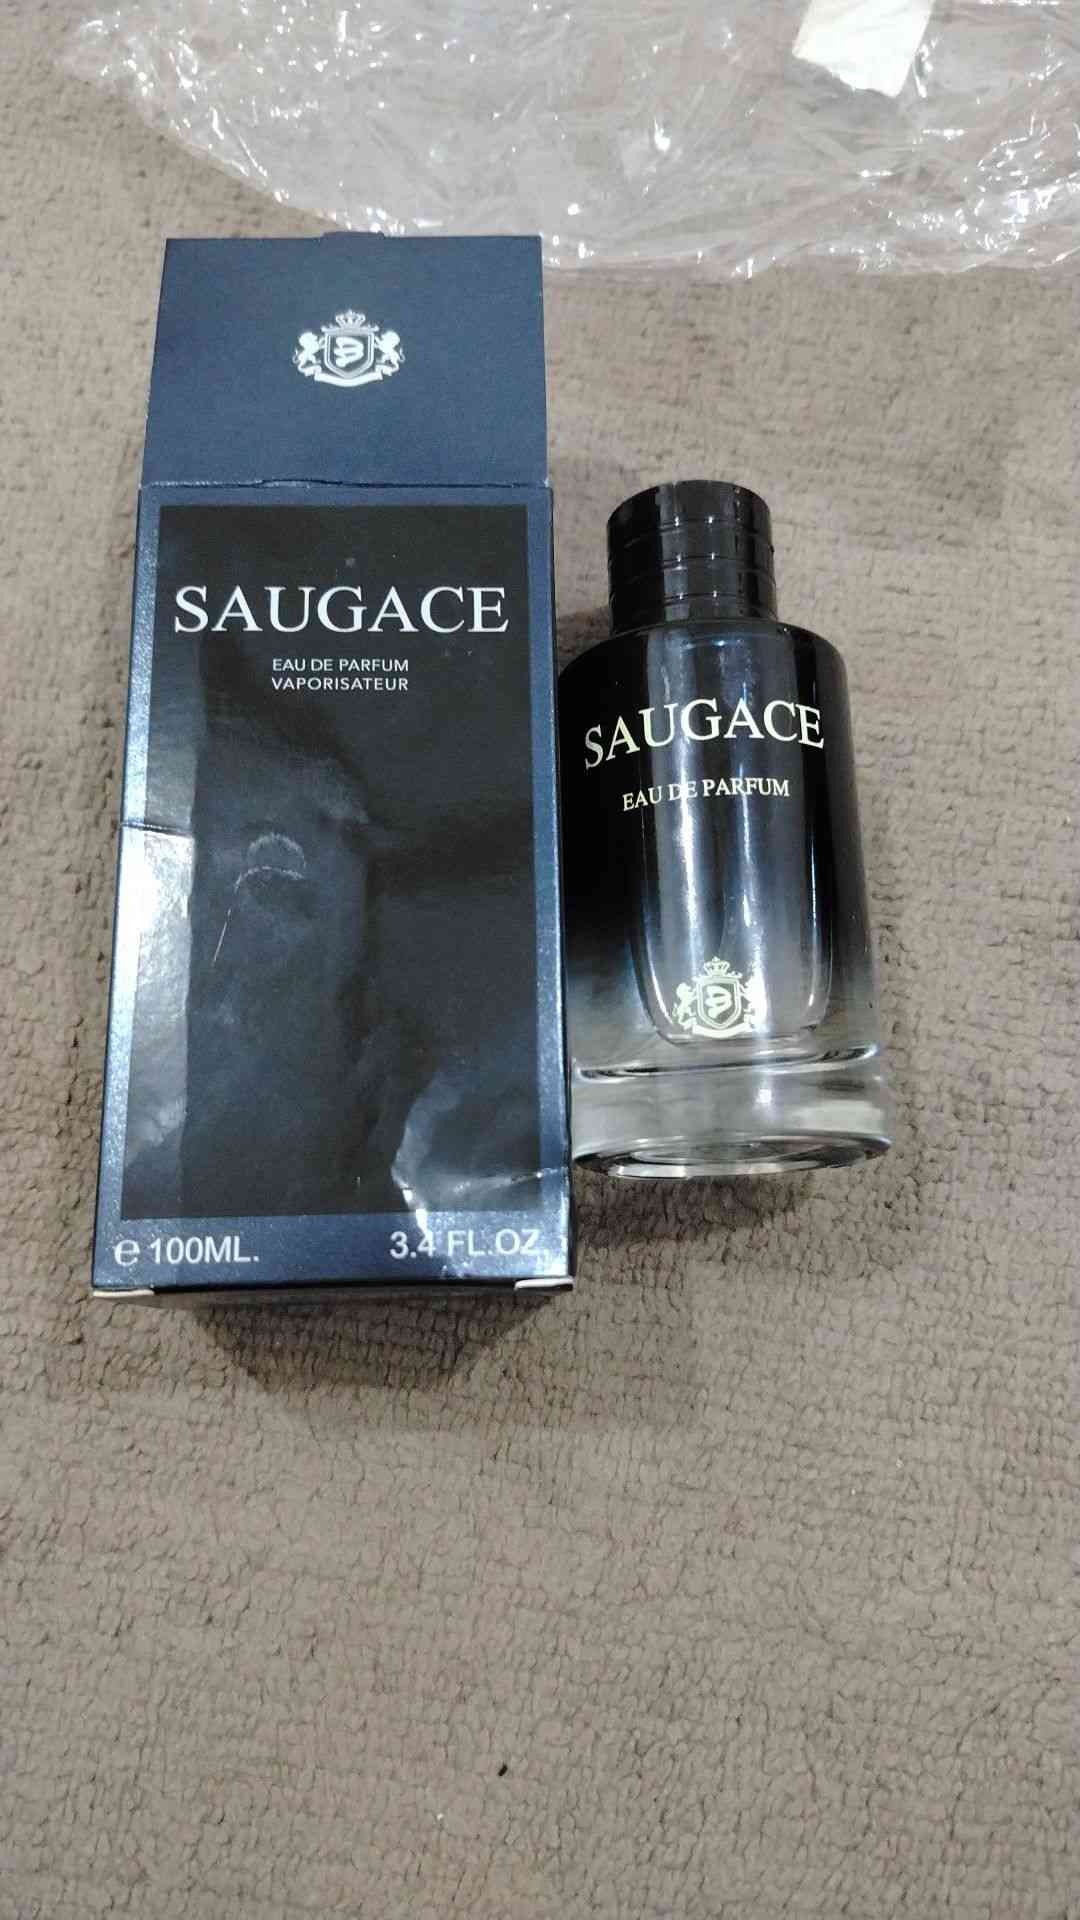 SAUGACE
EAU DE PARFUM
VAPORISATEUR
e 100ML.
3.4 FL.OZ.
SAUGACE
EAU DE PARFUM